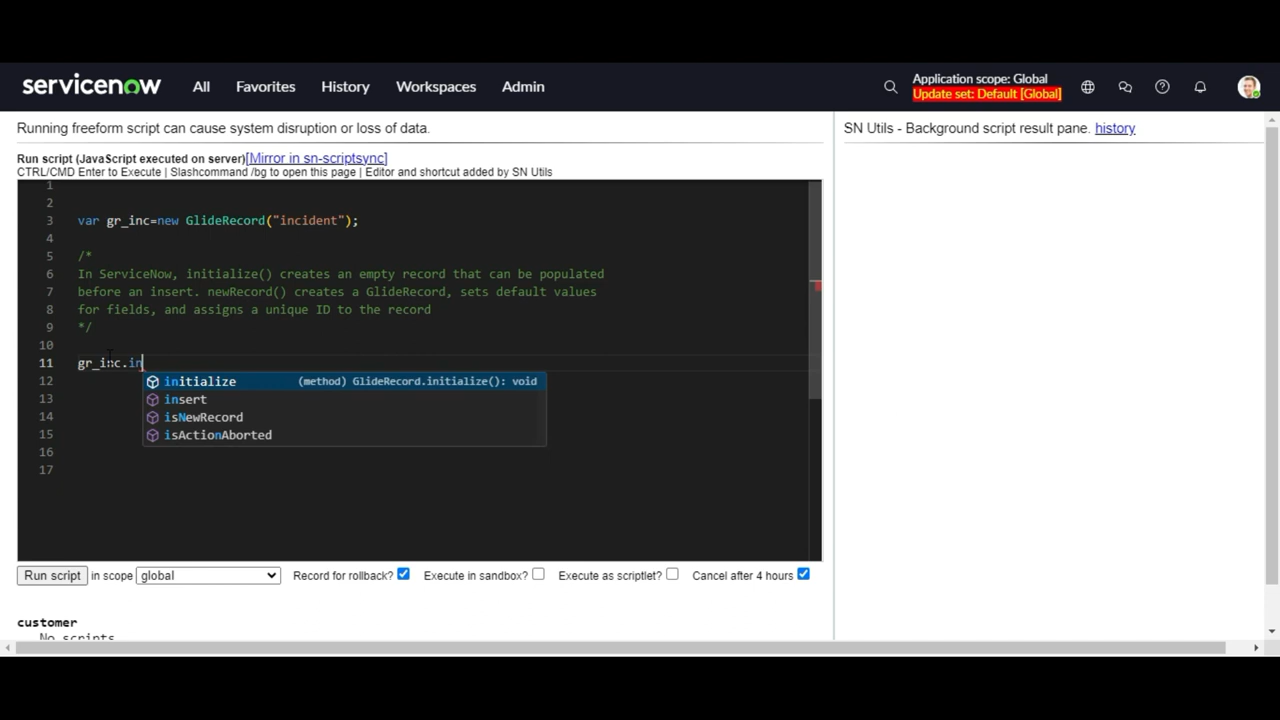 servicenow All Favorites History Workspaces Admin Application scope: Global
Update set: Default [Global]
Running freeform script can cause system disruption or loss of data.
SN Utils - Background script result pane. history
Run script (JavaScript executed on server)[Mirror in sn-scriptsync]
CTRL/CMD Enter to Execute | Slashcommand /bg to open this page | Editor and shortcut added by SN Utils
1
2
3 var gr_inc=new GlideRecord("incident");
4
5 /*
6 In ServiceNow, initialize() creates an empty record that can be populated
7 before an insert. newRecord() creates a GlideRecord, sets default values
8 for fields, and assigns a unique ID to the record
9 */
10
11 gr_inc.in
12 initialize (method) GlideRecord.initialize(): void
13 insert
14 isNewRecord
15 isActionAborted
16
17
Run script in scope global Record for rollback? Execute in sandbox? Execute as scriptlet? Cancel after 4 hours
customer
No scripts